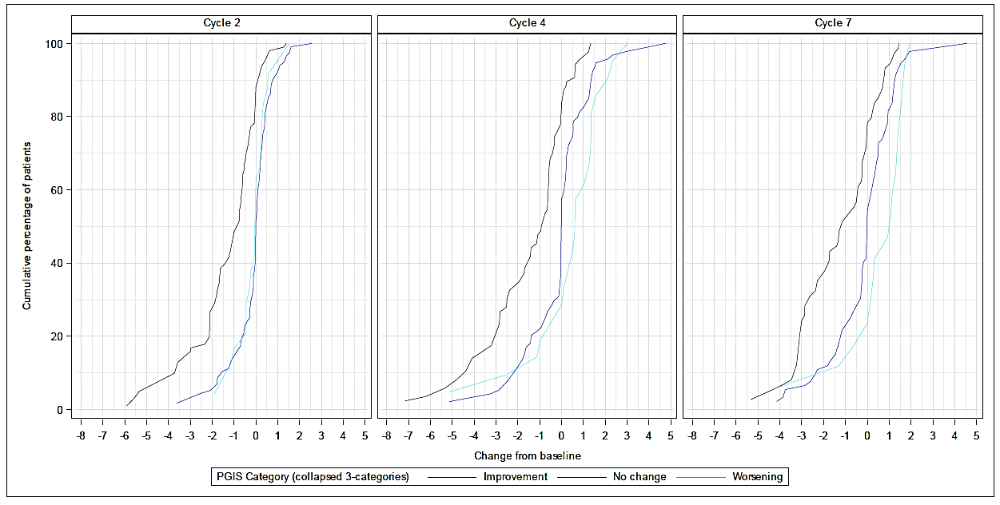 Cycle 2 Cycle 4 Cycle 7
100
80
60
40
20
0
Cumulative percentage of patients
-8 -7 -6 -5 -4 -3 -2 -1 0 1 2 3 4 5 -8 -7 -6 -5 -4 -3 -2 -1 0 1 2 3 4 5 -8 -7 -6 -5 -4 -3 -2 -1 0 1 2 3 4 5
Change from baseline
PGIS Category (collapsed 3-categories) Improvement No change Worsening